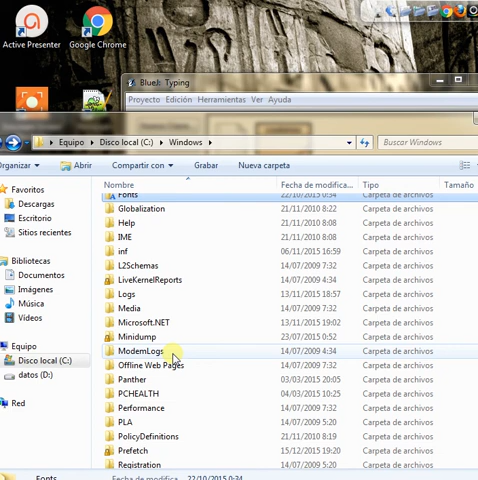 Active Presenter
Google Chrome
BlueJ: Typing
Proyecto Edición Herramientas Ver Ayuda
Equipo Disco local (C:) Windows
Buscar Windows
Organizar Abrir Compartir con Grabar Nueva carpeta
Nombre Fecha de modifica... Tipo Tamaño
Fonts 22/10/2015 0:34 Carpeta de archivos
Globalization 21/11/2010 8:22 Carpeta de archivos
Help 21/11/2010 8:08 Carpeta de archivos
IME 21/11/2010 8:08 Carpeta de archivos
inf 06/11/2015 16:59 Carpeta de archivos
L2Schemas 14/07/2009 7:32 Carpeta de archivos
LiveKernelReports 14/07/2009 4:34 Carpeta de archivos
Logs 13/11/2015 18:57 Carpeta de archivos
Media 14/07/2009 7:32 Carpeta de archivos
Microsoft.NET 13/11/2015 19:02 Carpeta de archivos
Minidump 23/07/2015 0:52 Carpeta de archivos
ModemLogs 14/07/2009 4:34 Carpeta de archivos
Offline Web Pages 14/07/2009 7:32 Carpeta de archivos
Panther 03/03/2015 20:05 Carpeta de archivos
PCHEALTH 04/03/2015 10:25 Carpeta de archivos
Performance 14/07/2009 7:32 Carpeta de archivos
PLA 14/07/2009 5:20 Carpeta de archivos
PolicyDefinitions 21/11/2010 8:19 Carpeta de archivos
Prefetch 15/12/2015 19:20 Carpeta de archivos
Registration 14/07/2009 5:20 Carpeta de archivos
Favoritos
Descargas
Escritorio
Sitios recientes
Bibliotecas
Documentos
Imágenes
Música
Vídeos
Equipo
Disco local (C:)
datos (D:)
Red
Fonts Fecha de modifica... 22/10/2015 0:34